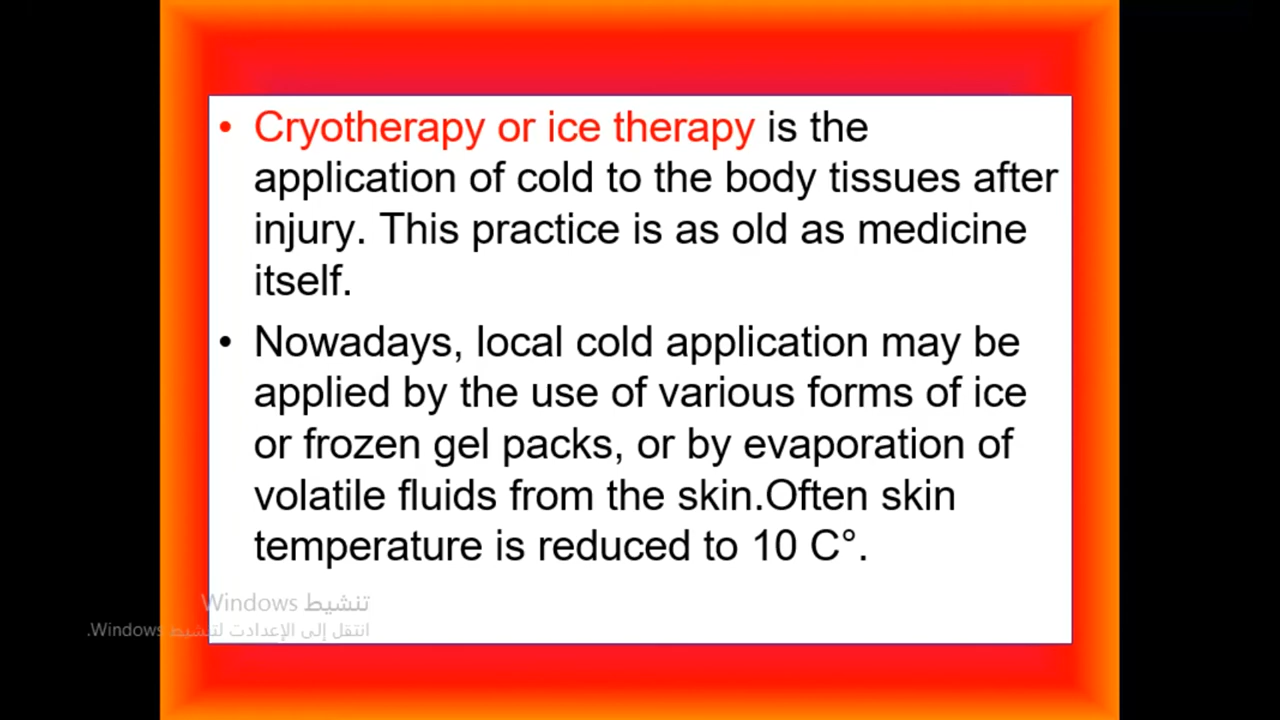 • Cryotherapy or ice therapy is the
application of cold to the body tissues after
injury. This practice is as old as medicine
itself.
• Nowadays, local cold application may be
applied by the use of various forms of ice
or frozen gel packs, or by evaporation of
volatile fluids from the skin.Often skin
temperature is reduced to 10 C°.
تنشيط Windows
انتقل إلى الإعدادت لتنشيط Windows.